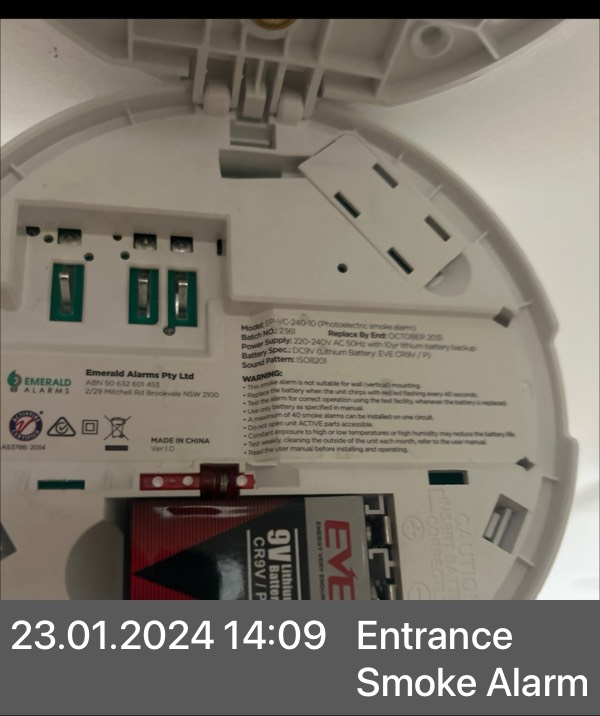 Model: EP-VC-240-10 (Photoelectric smoke alarm)
Batch NO.: 2361 Replace By End: OCTOBER 2031
Power Supply: 220-240V AC 50Hz with 10yr lithium battery backup
Battery Spec.: DC9V (Lithium Battery: EVE CR9V / P)
Sound Pattern: ISO8201
WARNING:
• This smoke alarm is not suitable for wall (vertical) mounting.
• Replace the battery when the unit chirps with red led flashing every 40 seconds.
• Test the alarm for correct operation using the test facility, whenever the battery is replaced.
• Use only battery as specified in manual.
• A maximum of 40 smoke alarms can be installed on one circuit.
• Do not open unit ACTIVE parts accessible.
• Constant exposure to high or low temperatures or high humidity may reduce the battery life.
• Test weekly, cleaning the outside of the unit each month, refer to the user manual.
• Read the user manual before installing and operating.
EMERALD
ALARMS
Emerald Alarms Pty Ltd
ABN 50 632 601 453
2/29 Mitchell Rd Brookvale NSW 2100
AS3786: 2014
MADE IN CHINA
Ver:1.0
EVE
ENERGY VERY ENDURE
9V Lithium
Battery
CR9V / P
CAUTION
INSERT BATTERY
CORRECTLY
23.01.2024 14:09 Entrance
Smoke Alarm